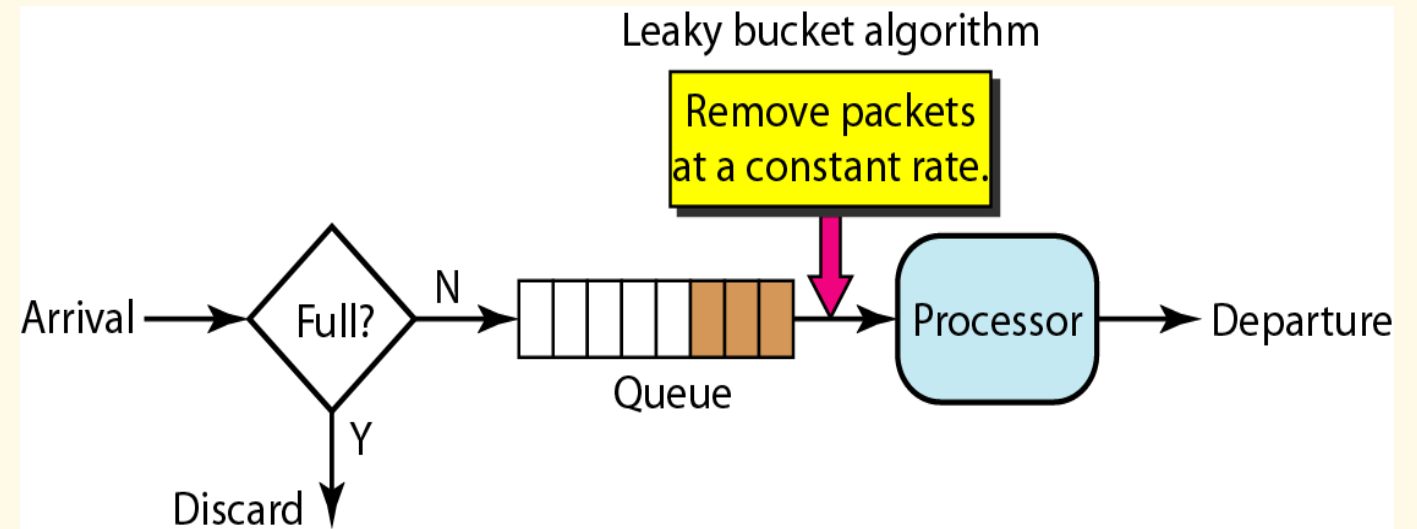 Leaky bucket algorithm
Remove packets
at a constant rate.
Arrival
Full?
N
Queue
Processor
Departure
Y
Discard